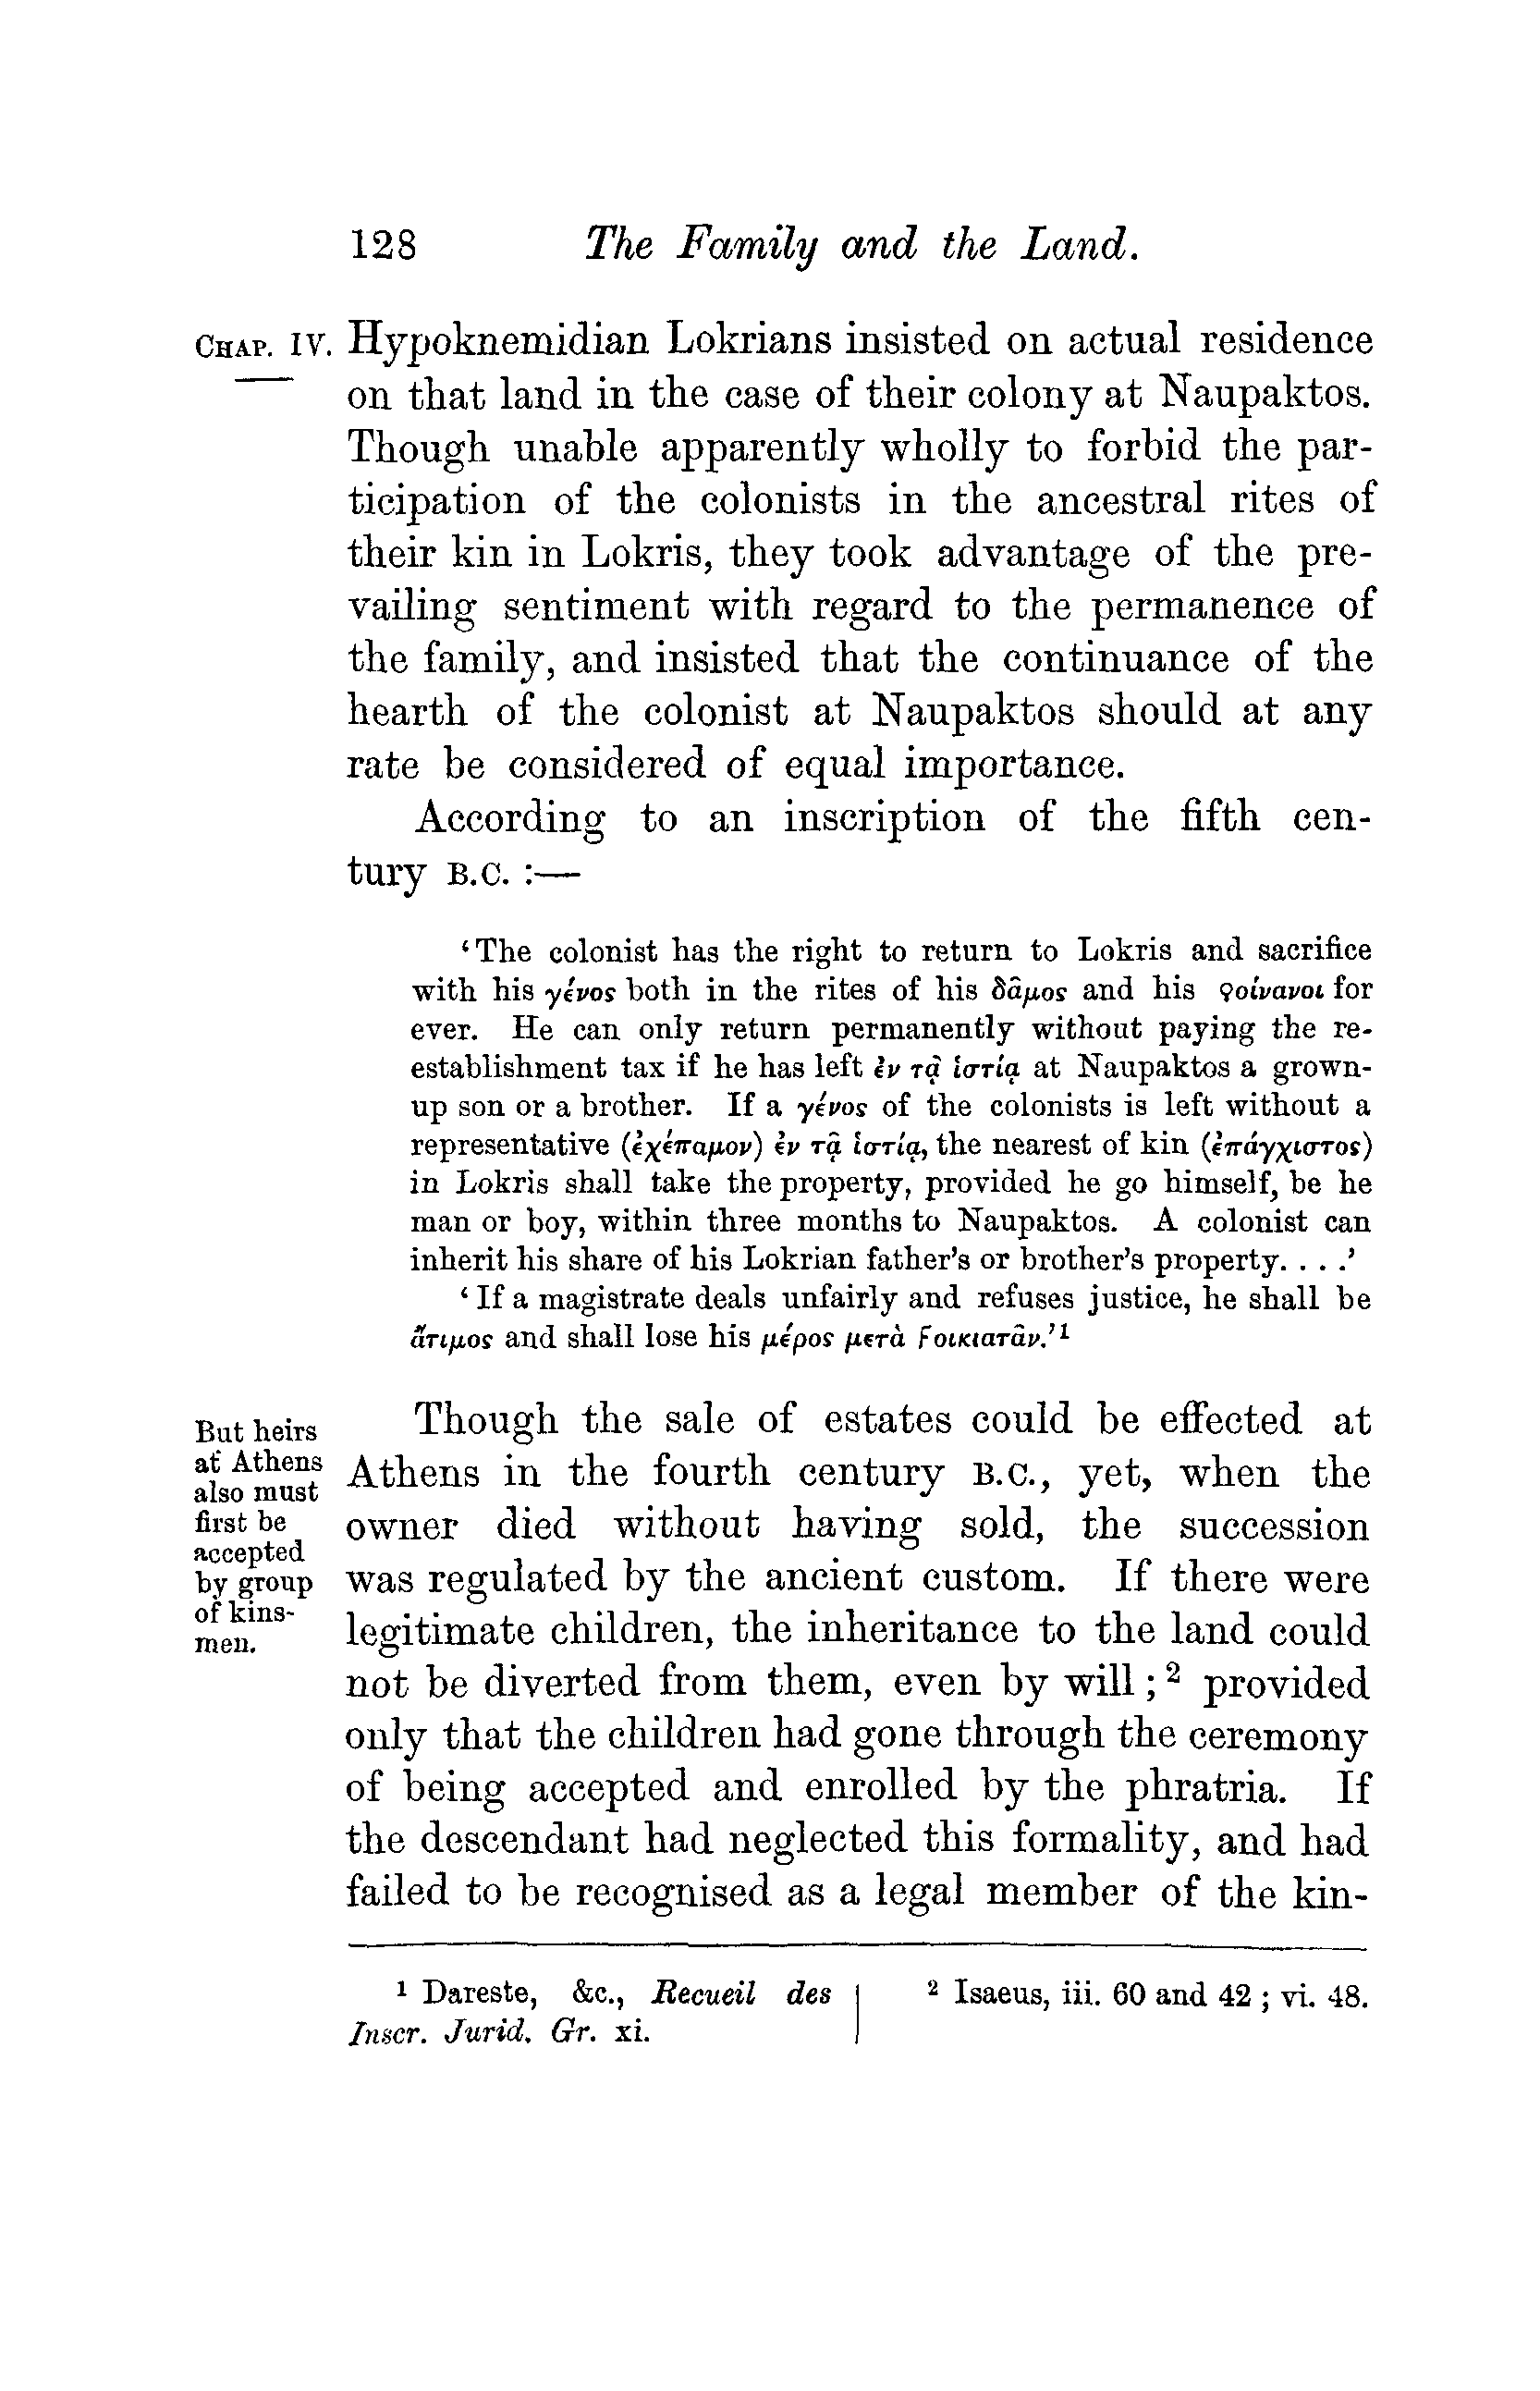 128 The Family and the Land.
CHAP. IV.
Hypoknemidian Lokrians insisted on actual residence
on that land in the case of their colony at Naupaktos.
Though unable apparently wholly to forbid the par-
ticipation of the colonists in the ancestral rites of
their kin in Lokris, they took advantage of the pre-
vailing sentiment with regard to the permanence of
the family, and insisted that the continuance of the
hearth of the colonist at Naupaktos should at any
rate be considered of equal importance.
According to an inscription of the fifth cen-
tury B.C. :—
‘The colonist has the right to return to Lokris and sacrifice
with his γένος both in the rites of his δᾶμος and his ϙοίνανοι for
ever. He can only return permanently without paying the re-
establishment tax if he has left ἐν τᾷ ἱστίᾳ at Naupaktos a grown-
up son or a brother. If a γένος of the colonists is left without a
representative (ἐχέπαμον) ἐν τᾷ ἱστίᾳ, the nearest of kin (ἐπάγχιστος)
in Lokris shall take the property, provided he go himself, be he
man or boy, within three months to Naupaktos. A colonist can
inherit his share of his Lokrian father's or brother's property. . . .’
‘If a magistrate deals unfairly and refuses justice, he shall be
ἄτιμος and shall lose his μέρος μετὰ ϝοικιατᾶν.’¹
But heirs
at Athens
also must
first be
accepted
by group
of kins-
men.
Though the sale of estates could be effected at
Athens in the fourth century B.C., yet, when the
owner died without having sold, the succession
was regulated by the ancient custom. If there were
legitimate children, the inheritance to the land could
not be diverted from them, even by will ; ² provided
only that the children had gone through the ceremony
of being accepted and enrolled by the phratria. If
the descendant had neglected this formality, and had
failed to be recognised as a legal member of the kin-
¹ Dareste, &c., Recueil des
Inscr. Jurid. Gr. xi.
² Isaeus, iii. 60 and 42 ; vi. 48.